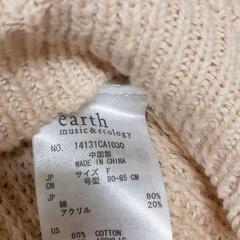 earth
music&ecology
NO. 14131CA1030
中国製
MADE IN CHINA
JP サイズ F
CN 号型 80-85 CM
JP
綿 80%
アクリル 20%
US 80% COTTON